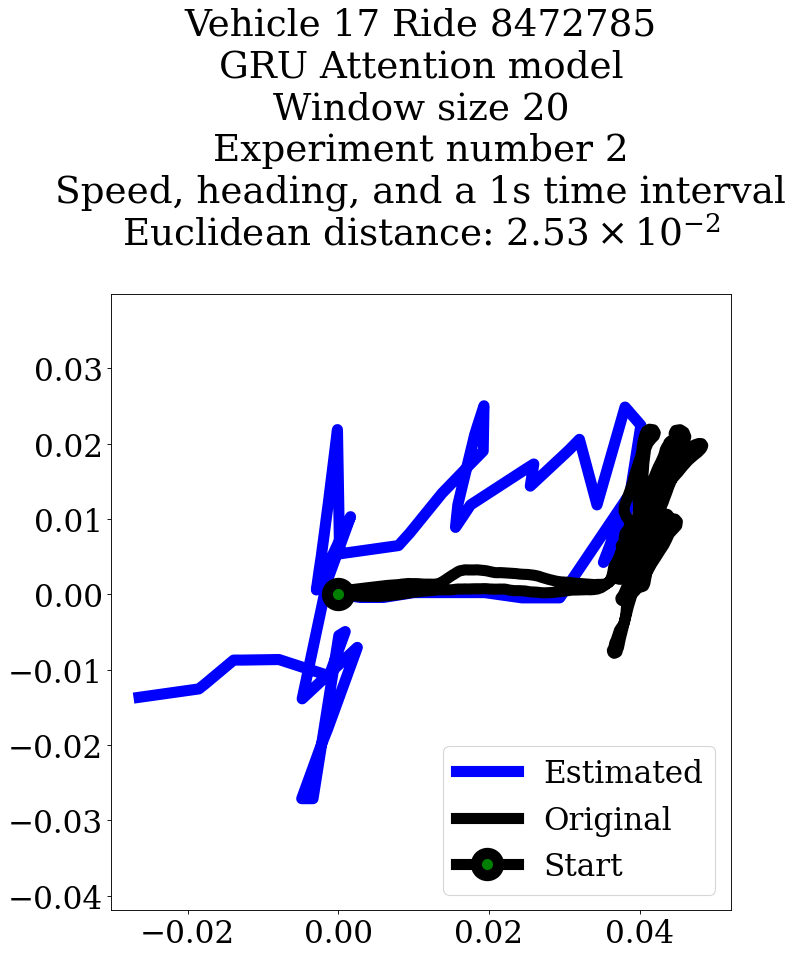 Vehicle 17 Ride 8472785
GRU Attention model
Window size 20
Experiment number 2
Speed, heading, and a 1s time interval
Euclidean distance: 2.53 × 10⁻²
0.03
0.02
0.01
0.00
−0.01
−0.02
−0.03
−0.04
−0.02 0.00 0.02 0.04
Estimated
Original
Start